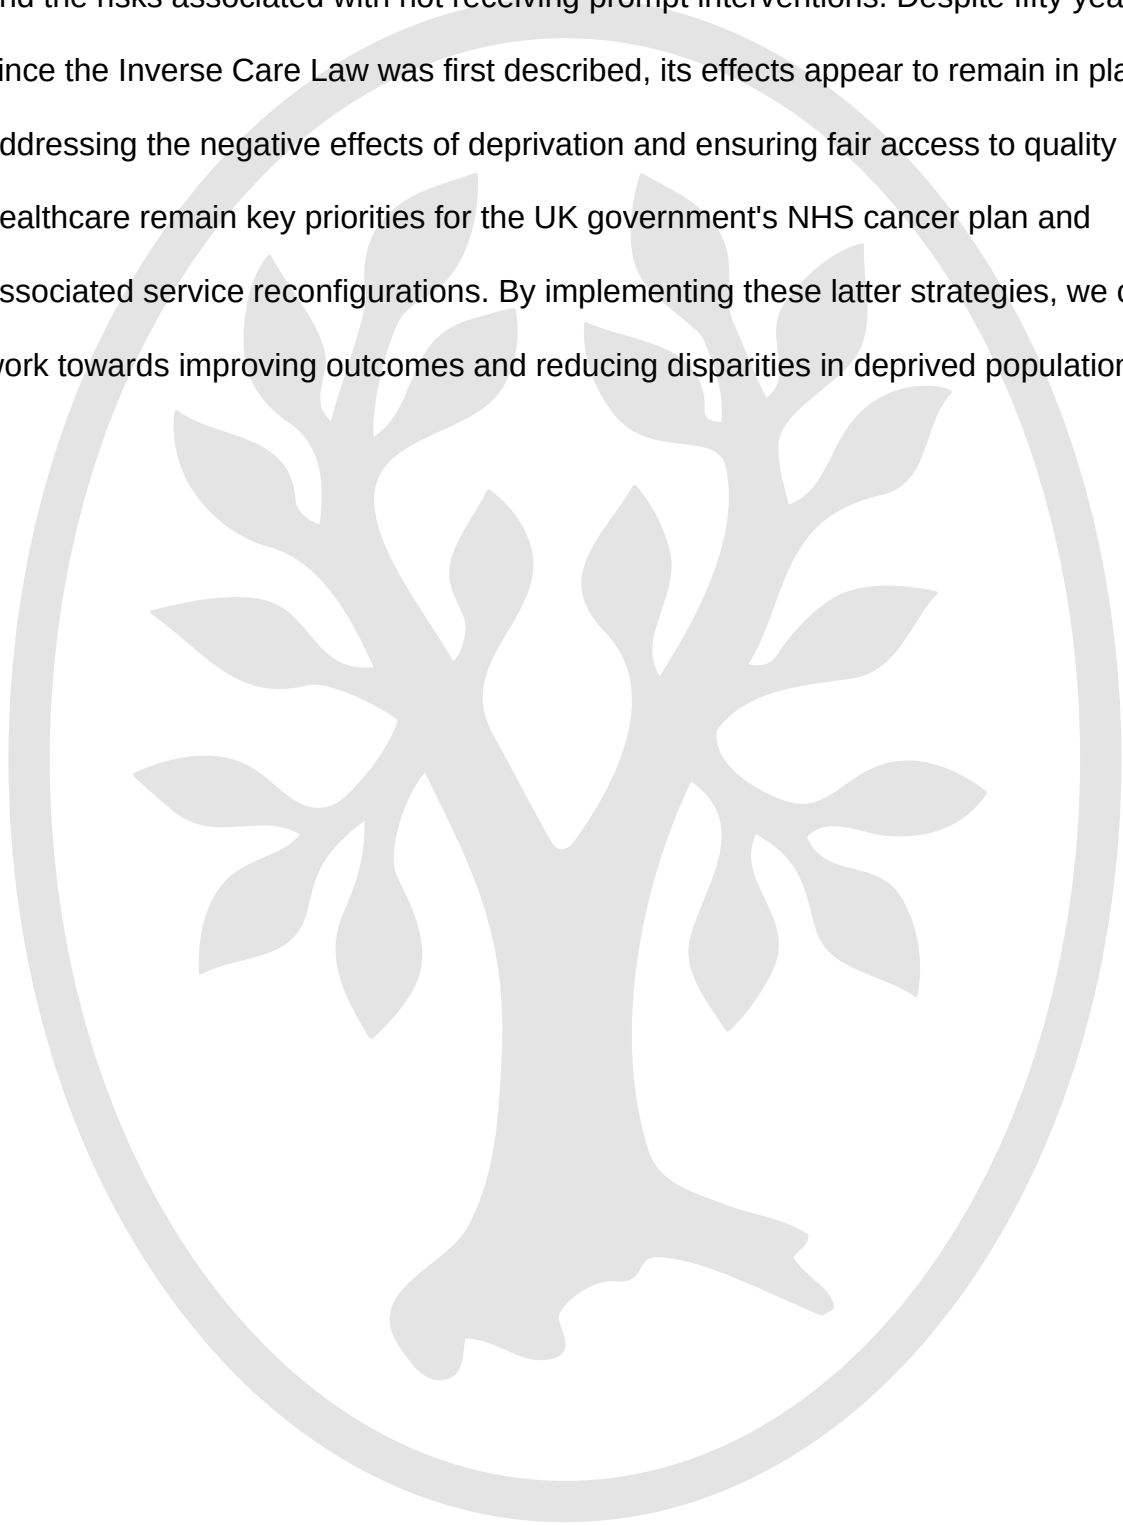 nd the risks associated with not receiving prompt interventions. Despite fifty yea
ince the Inverse Care Law was first described, its effects appear to remain in pla
ddressing the negative effects of deprivation and ensuring fair access to quality
ealthcare remain key priorities for the UK government's NHS cancer plan and
ssociated service reconfigurations. By implementing these latter strategies, we c
ork towards improving outcomes and reducing disparities in deprived population